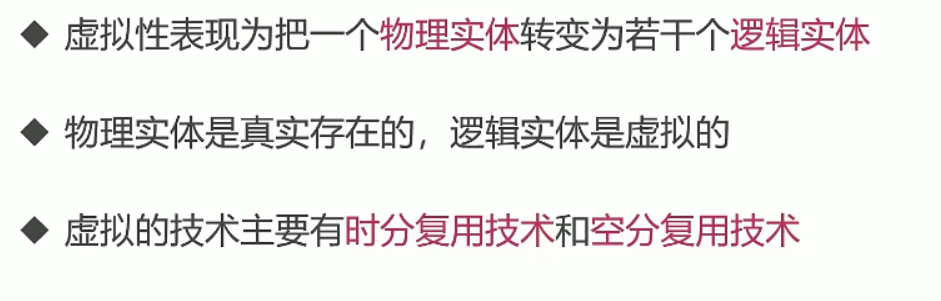 ◆ 虚拟性表现为把一个物理实体转变为若干个逻辑实体
◆ 物理实体是真实存在的，逻辑实体是虚拟的
◆ 虚拟的技术主要有时分复用技术和空分复用技术